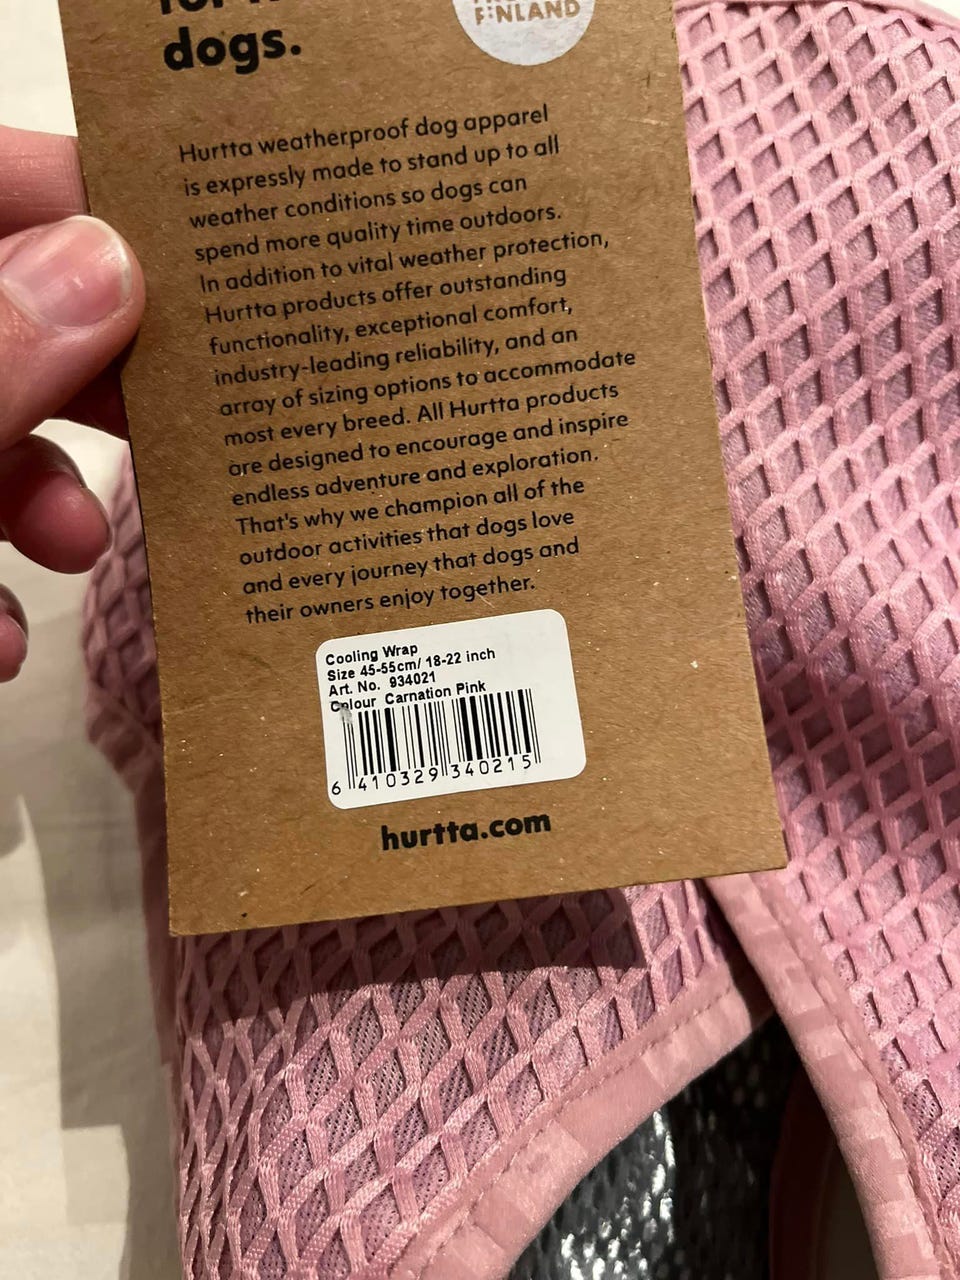 dogs.
FINLAND
Hurtta weatherproof dog apparel
is expressly made to stand up to all
weather conditions so dogs can
spend more quality time outdoors.
In addition to vital weather protection,
Hurtta products offer outstanding
functionality, exceptional comfort,
industry-leading reliability, and an
array of sizing options to accommodate
most every breed. All Hurtta products
are designed to encourage and inspire
endless adventure and exploration.
That's why we champion all of the
outdoor activities that dogs love
and every journey that dogs and
their owners enjoy together.
Cooling Wrap
Size 45-55cm/ 18-22 inch
Art. No. 934021
Colour Carnation Pink
6 410329 340215
hurtta.com